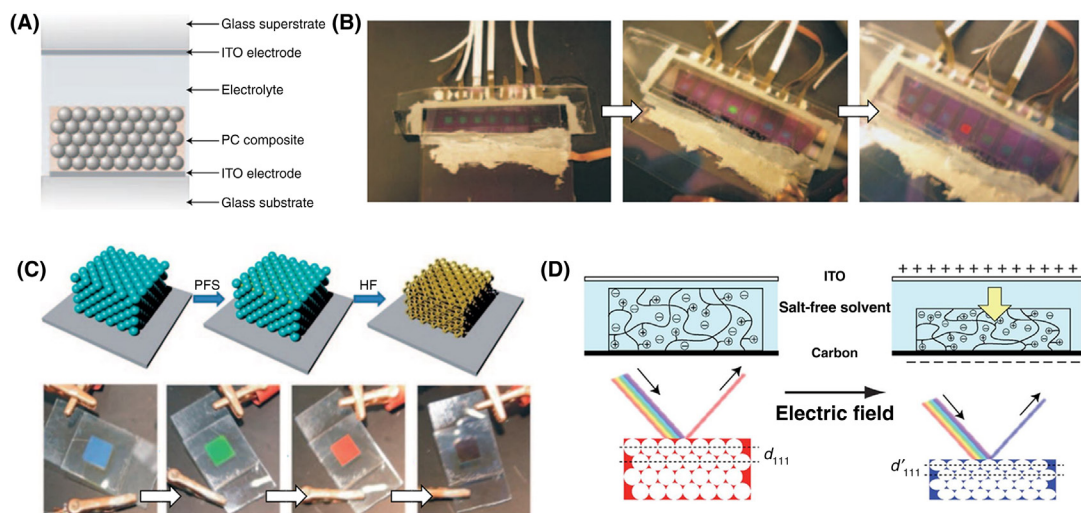 (A)
Glass superstrate
ITO electrode
Electrolyte
PC composite
ITO electrode
Glass substrate
(B)
(C)
PFS
HF
(D)
ITO
Salt-free solvent
Carbon
+ + + + + + + + + + + +
Electric field
d111
d′111